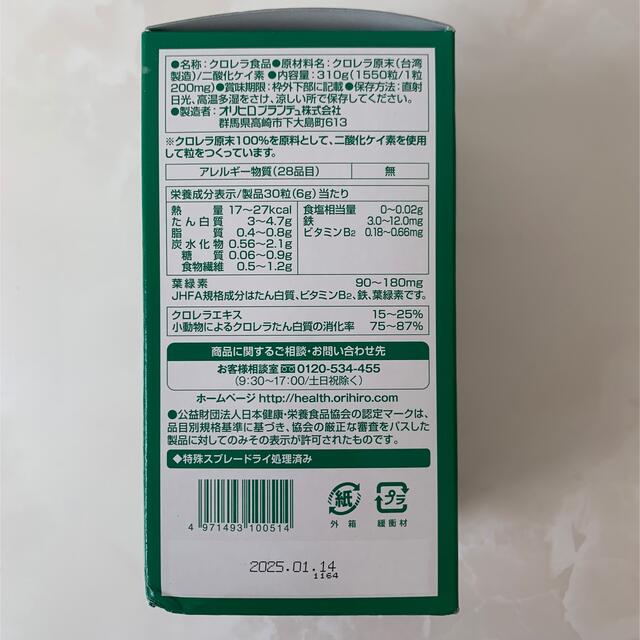 ●名称:クロレラ食品●原材料名:クロレラ原末(台湾
製造)/二酸化ケイ素 ●内容量:310g(1550粒/1粒
200mg)●賞味期限:枠外下部に記載●保存方法:直射
日光、高温多湿をさけ、涼しい所で保存してください。
●製造者:オリヒロプランデュ株式会社
群馬県高崎市下大島町613
※クロレラ原末100%を原料として、二酸化ケイ素を使用
して粒をつくっています。
アレルギー物質(28品目) 無
栄養成分表示/製品30粒(6g)当たり
熱量 17~27kcal 食塩相当量 0~0.02g
たん白質 3~4.7g 鉄 3.0~12.0mg
脂質 0.4~0.8g ビタミンB2 0.18~0.66mg
炭水化物 0.56~2.1g
糖質 0.06~0.9g
食物繊維 0.5~1.2g
葉緑素 90~180mg
JHFA規格成分はたん白質、ビタミンB2、鉄、葉緑素です。
クロレラエキス 15~25%
小動物によるクロレラたん白質の消化率 75~87%
商品に関するご相談・お問い合わせ先
お客様相談室 0120-534-455
(9:30~17:00/土日祝除く)
ホームページ http://health.orihiro.com/
●公益財団法人日本健康・栄養食品協会の認定マークは、
品目別規格基準に基づき、協会の厳正な審査をパスした
製品に対してのみその表示が許可されたものです。
◆特殊スプレードライ処理済み
紙 プラ
外箱 緩衝材
4 971493 100514
2025.01.14
1164